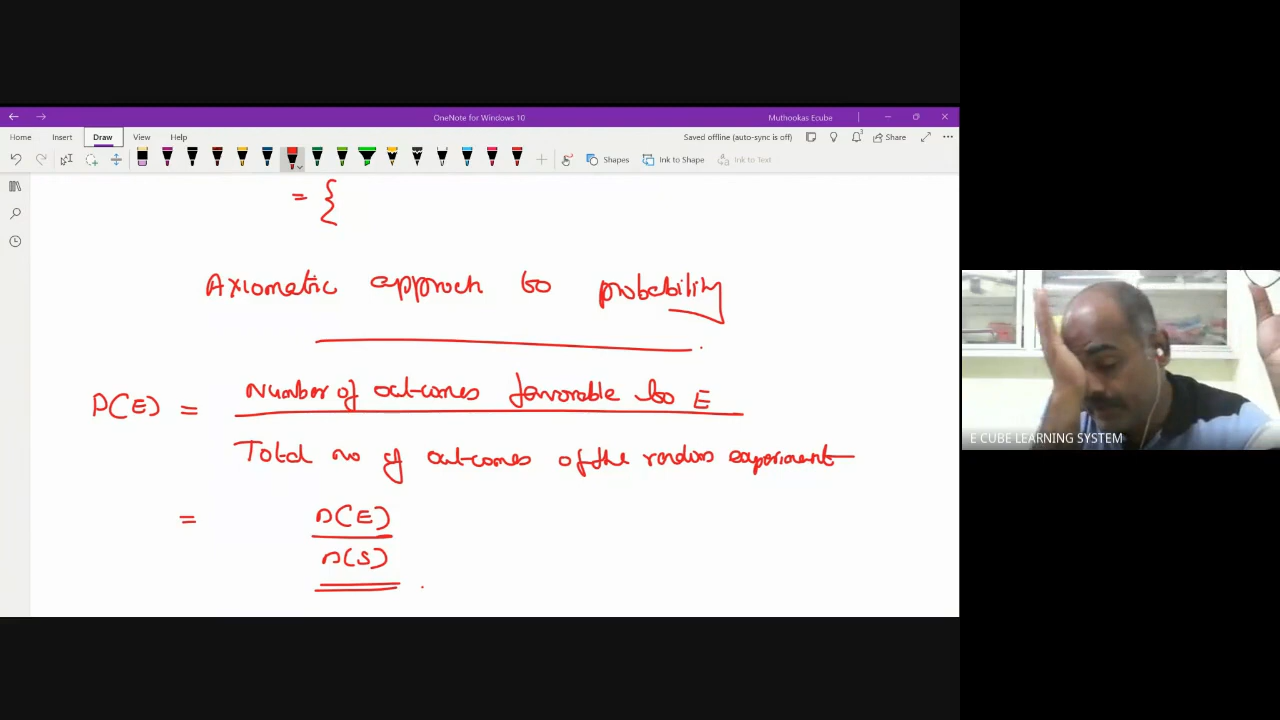 OneNote for Windows 10
Muthookas Ecube
Home Insert Draw View Help
Saved offline (auto-sync is off)
Share
Shapes
Ink to Shape
Ink to Text
= {
Axiomatic approch to probability
P(E) = Number of outcomes favorable to E
Total no of outcomes of the random experiment
= n(E)
n(S)
E CUBE LEARNING SYSTEM